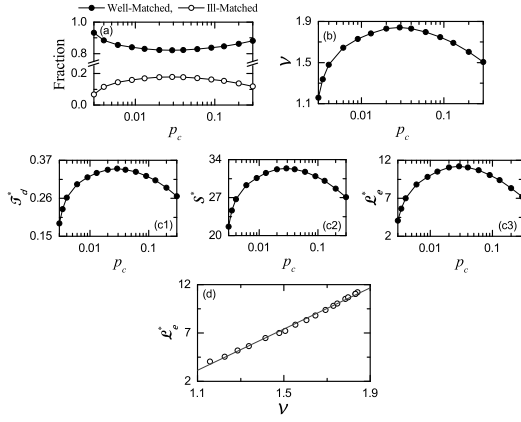 Well-Matched, Ill-Matched
(a)
Fraction
1.0
0.8
0.2
0.0
0.01 0.1
p_c
(b)
𝒱
1.9
1.5
1.1
0.01 0.1
p_c
(c1)
𝒯_d^*
0.37
0.26
0.15
0.01 0.1
p_c
(c2)
S^*
34
27
20
0.01 0.1
p_c
(c3)
ℒ_e^*
12
7
2
0.01 0.1
p_c
(d)
ℒ_e^*
12
7
2
1.1 1.5 1.9
𝒱